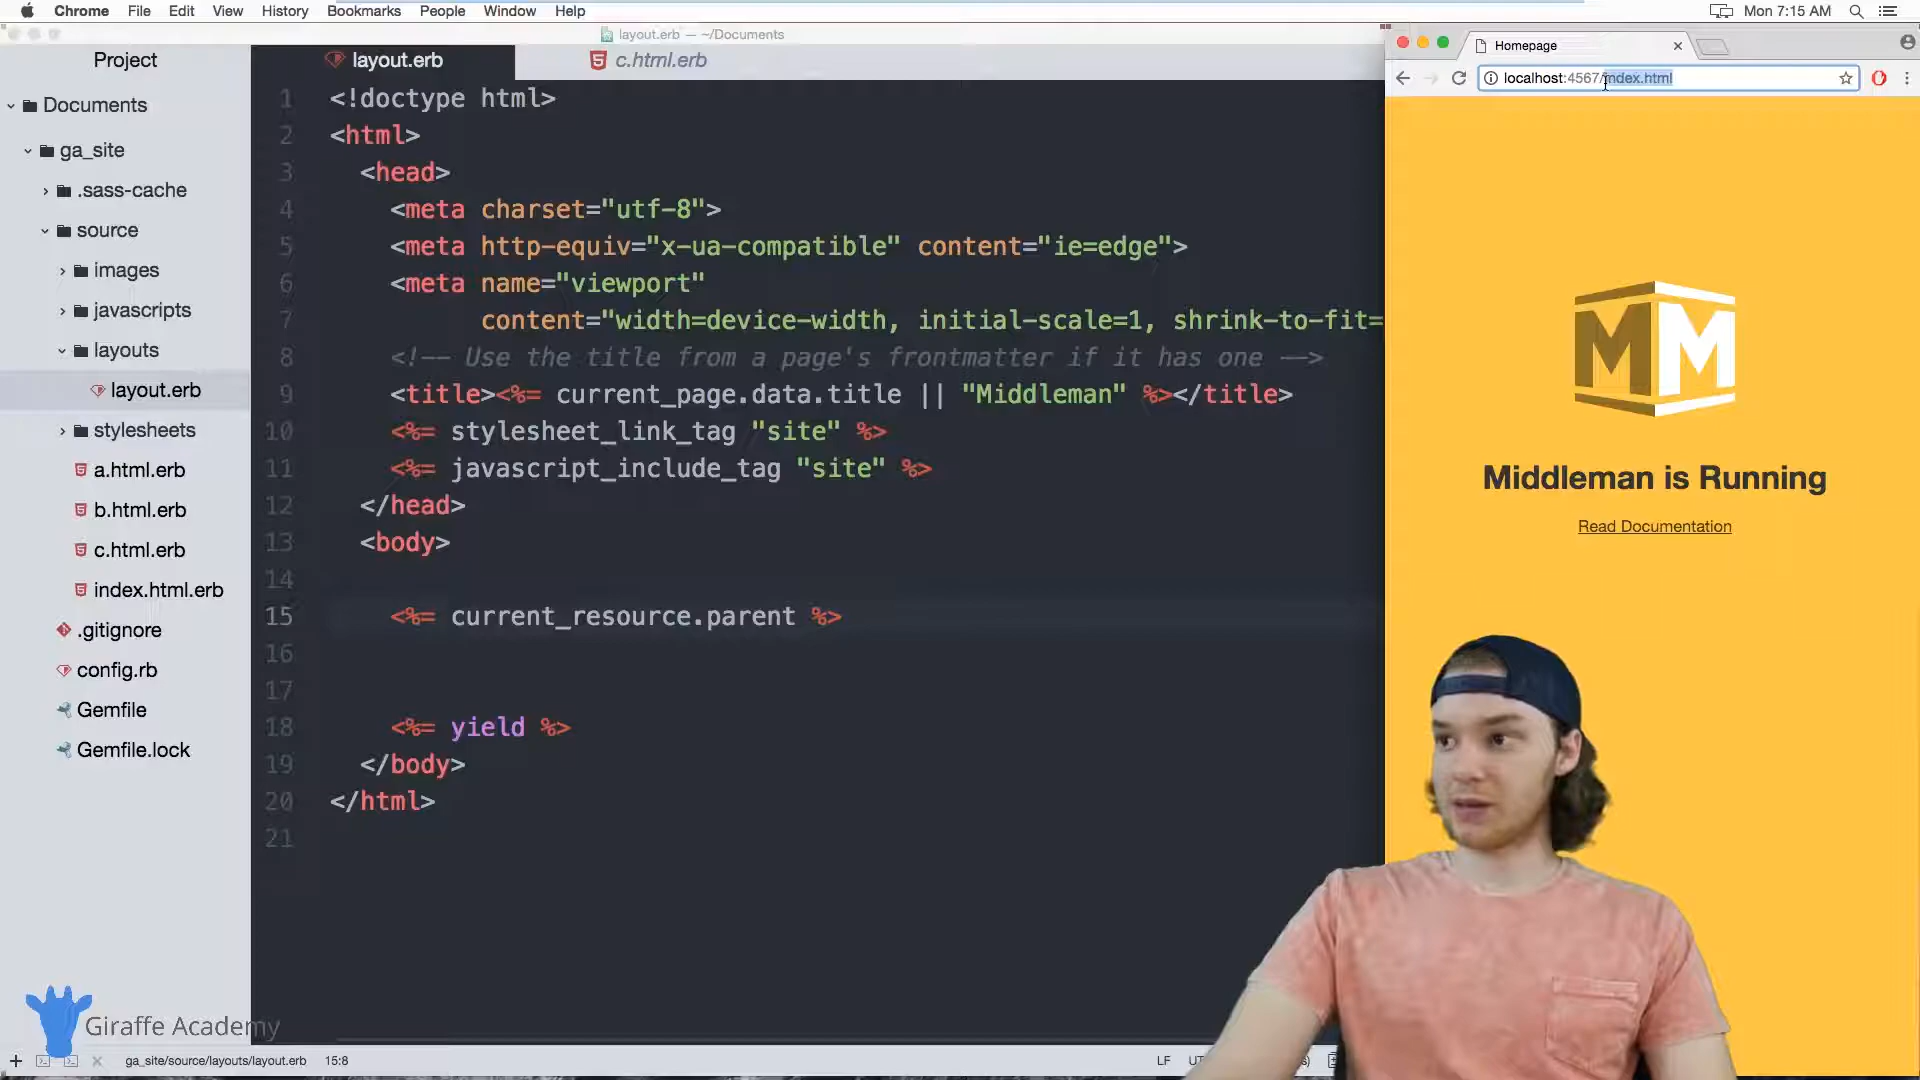 Chrome File Edit View History Bookmarks People Window Help
Mon 7:15 AM
layout.erb — ~/Documents
Project
Documents
ga_site
.sass-cache
source
images
javascripts
layouts
layout.erb
stylesheets
a.html.erb
b.html.erb
c.html.erb
index.html.erb
.gitignore
config.rb
Gemfile
Gemfile.lock
layout.erb
c.html.erb
1 <!doctype html>
2 <html>
3 <head>
4 <meta charset="utf-8">
5 <meta http-equiv="x-ua-compatible" content="ie=edge">
6 <meta name="viewport"
7 content="width=device-width, initial-scale=1, shrink-to-fit=
8 <!-- Use the title from a page's frontmatter if it has one -->
9 <title><%= current_page.data.title || "Middleman" %></title>
10 <%= stylesheet_link_tag "site" %>
11 <%= javascript_include_tag "site" %>
12 </head>
13 <body>
14
15 <%= current_resource.parent %>
16
17
18 <%= yield %>
19 </body>
20 </html>
21
Homepage
localhost:4567/index.html
MM
Middleman is Running
Read Documentation
Giraffe Academy
ga_site/source/layouts/layout.erb 15:8
LF